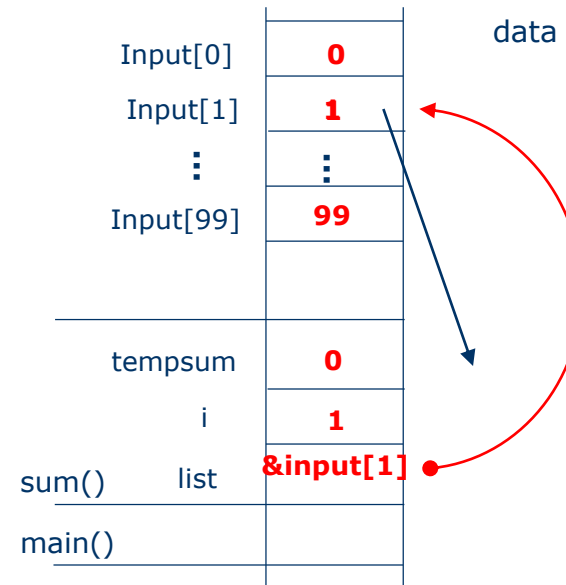 data
Input[0] 0
Input[1] 1
⋮ ⋮
Input[99] 99
tempsum 0
i 1
sum() list &input[1]
main()